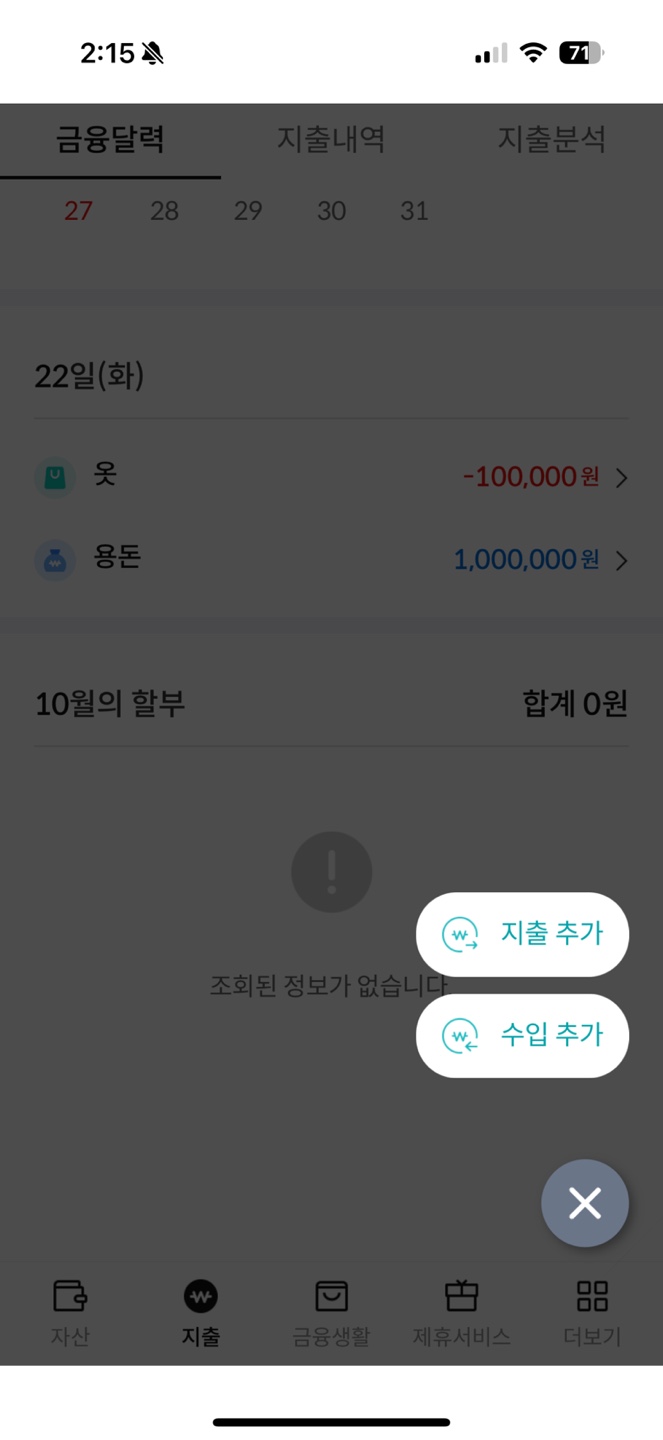 2:15
71
금융달력 지출내역 지출분석
27 28 29 30 31
22일(화)
옷 -100,000원
용돈 1,000,000원
10월의 할부 합계 0원
지출 추가
조회된 정보가 없습니다
수입 추가
자산 지출 금융생활 제휴서비스 더보기